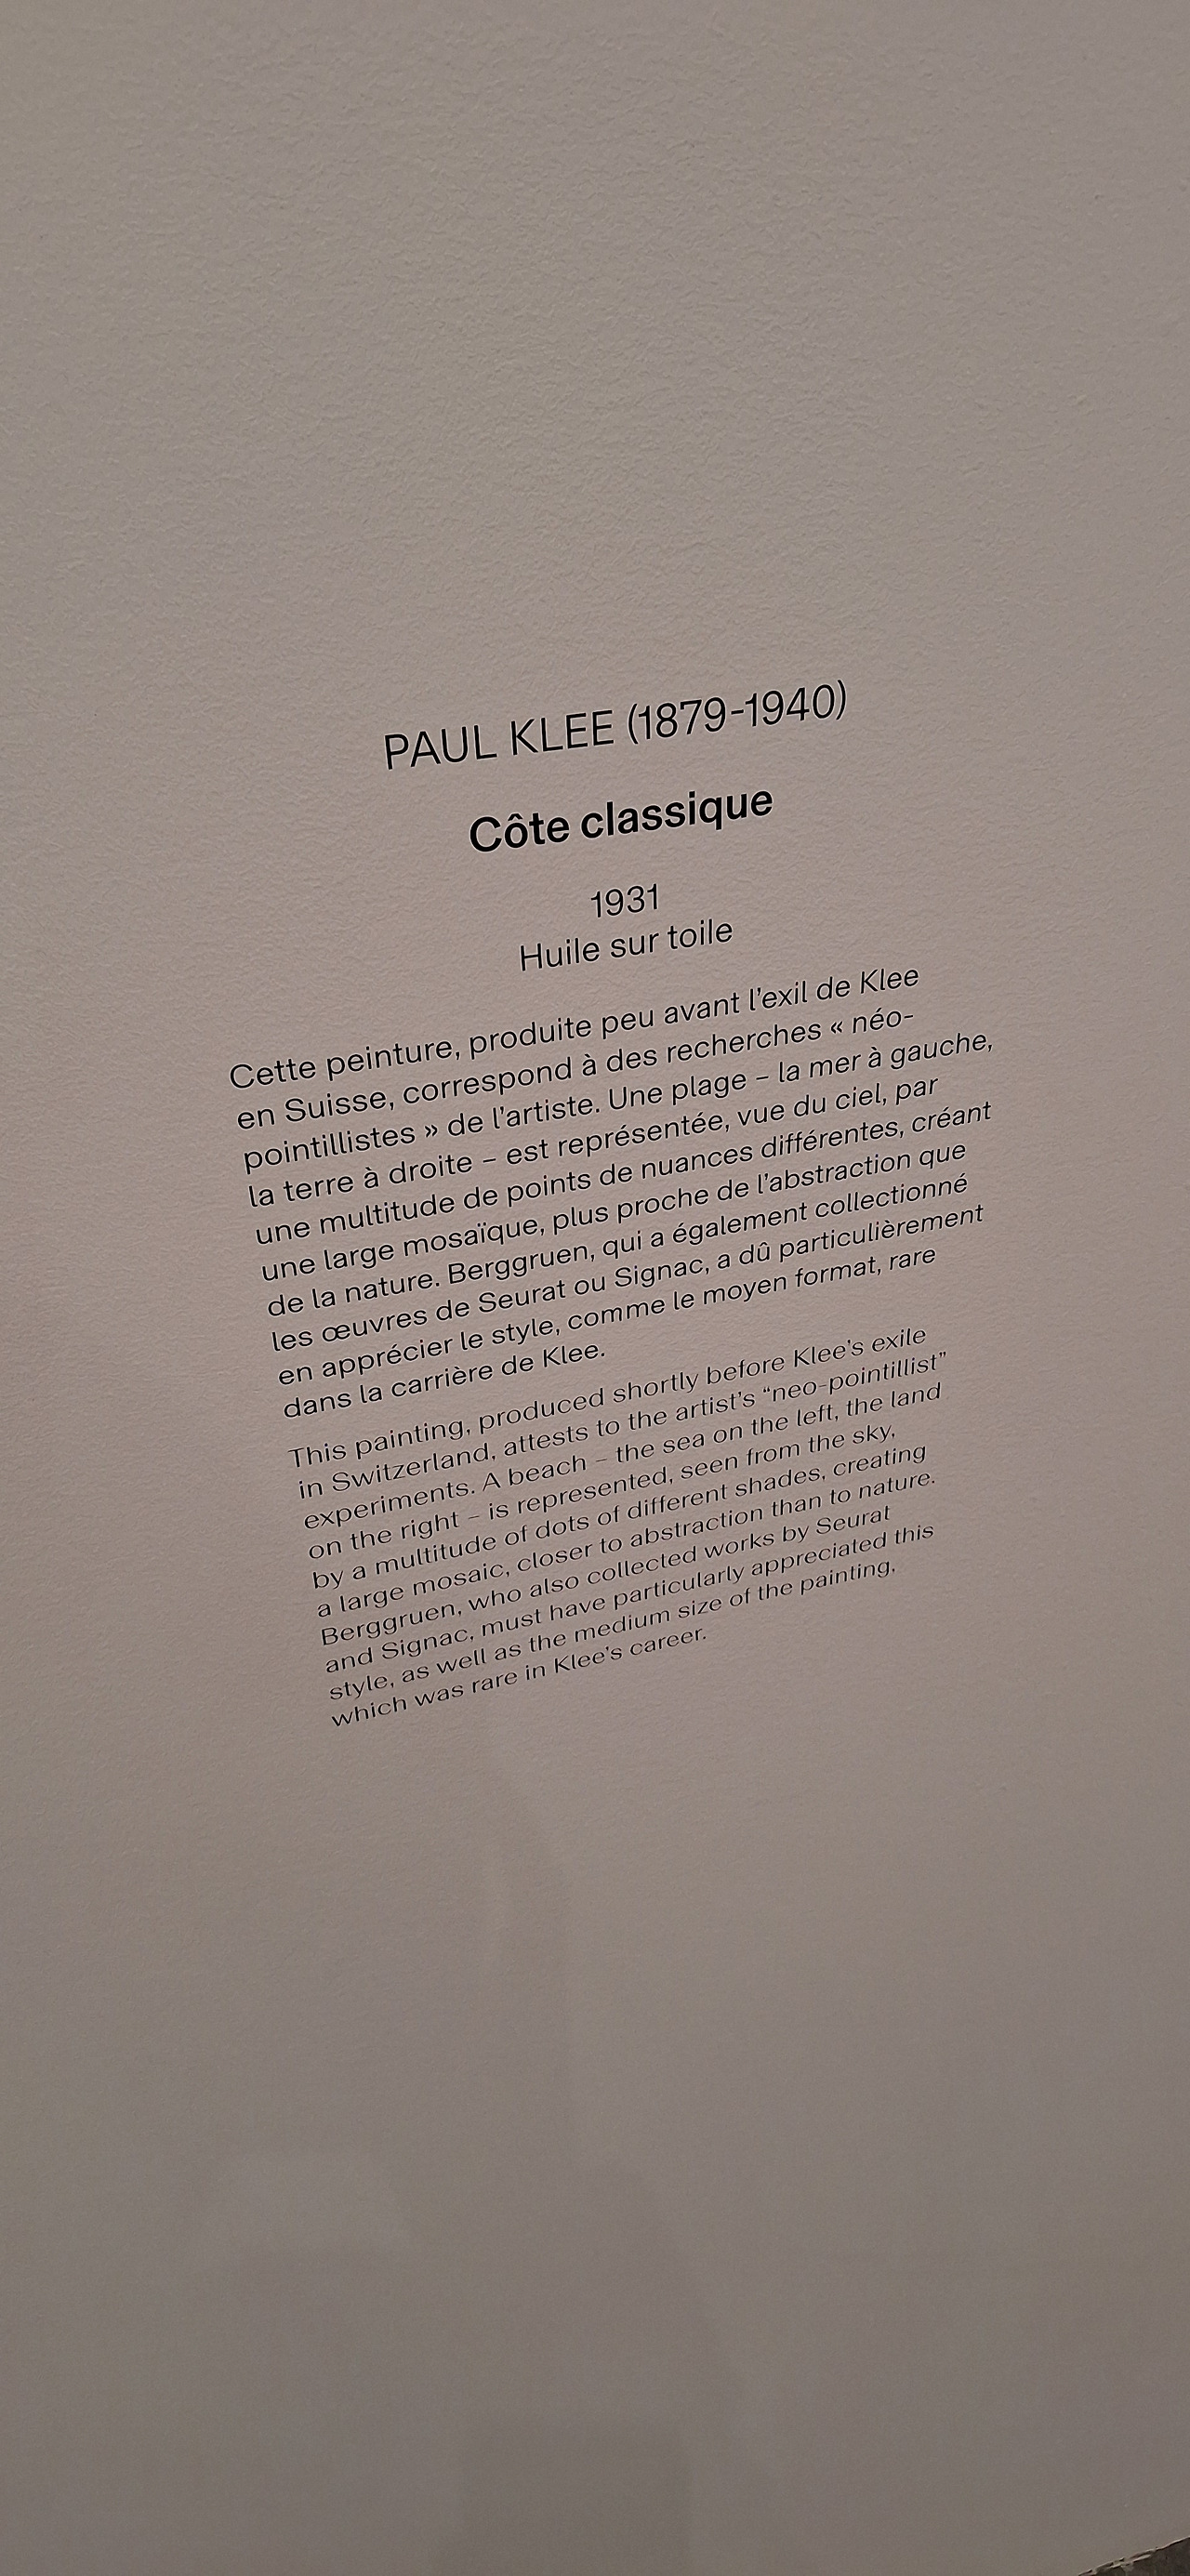 PAUL KLEE (1879-1940)
Côte classique
1931
Huile sur toile
Cette peinture, produite peu avant l'exil de Klee
en Suisse, correspond à des recherches « néo-
pointillistes » de l'artiste. Une plage – la mer à gauche,
la terre à droite – est représentée, vue du ciel, par
une multitude de points de nuances différentes, créant
une large mosaïque, plus proche de l'abstraction que
de la nature. Berggruen, qui a également collectionné
les œuvres de Seurat ou Signac, a dû particulièrement
en apprécier le style, comme le moyen format, rare
dans la carrière de Klee.
This painting, produced shortly before Klee's exile
in Switzerland, attests to the artist's “neo-pointillist”
experiments. A beach – the sea on the left, the land
on the right – is represented, seen from the sky,
by a multitude of dots of different shades, creating
a large mosaic, closer to abstraction than to nature.
Berggruen, who also collected works by Seurat
and Signac, must have particularly appreciated this
style, as well as the medium size of the painting,
which was rare in Klee's career.